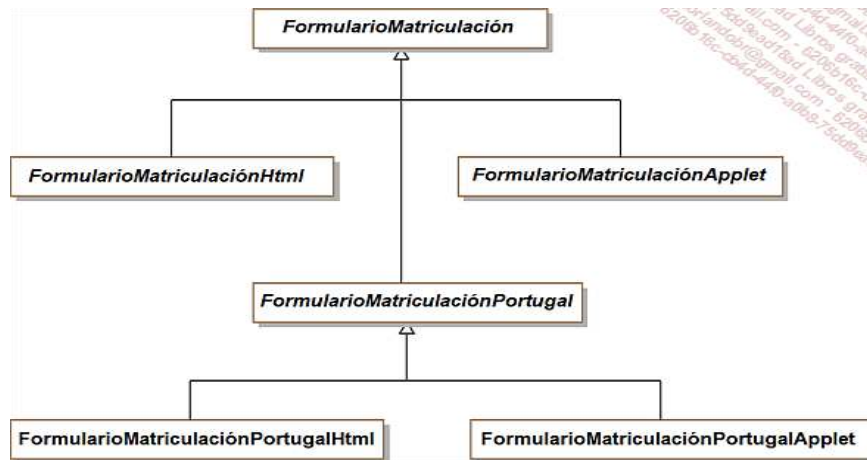 FormularioMatriculación
FormularioMatriculaciónHtml
FormularioMatriculaciónApplet
FormularioMatriculaciónPortugal
FormularioMatriculaciónPortugalHtml
FormularioMatriculaciónPortugalApplet